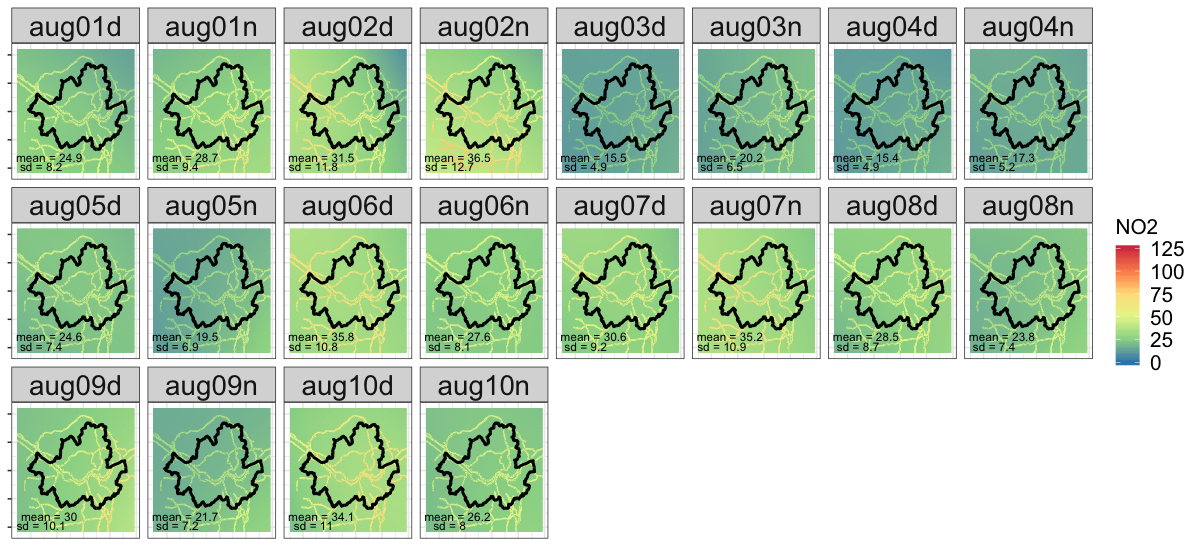 aug01d aug01n aug02d aug02n aug03d aug03n aug04d aug04n
mean = 24.9 mean = 28.7 mean = 31.5 mean = 36.5 mean = 15.5 mean = 20.2 mean = 15.4 mean = 17.3
sd = 8.2 sd = 9.4 sd = 11.8 sd = 12.7 sd = 4.9 sd = 6.5 sd = 4.9 sd = 5.2
aug05d aug05n aug06d aug06n aug07d aug07n aug08d aug08n
mean = 24.6 mean = 19.5 mean = 35.8 mean = 27.6 mean = 30.6 mean = 35.2 mean = 28.5 mean = 23.8
sd = 7.4 sd = 6.9 sd = 10.8 sd = 8.1 sd = 9.2 sd = 10.9 sd = 8.7 sd = 7.4
aug09d aug09n aug10d aug10n
mean = 30 mean = 21.7 mean = 34.1 mean = 26.2
sd = 10.1 sd = 7.2 sd = 11 sd = 8
NO2
125
100
75
50
25
0